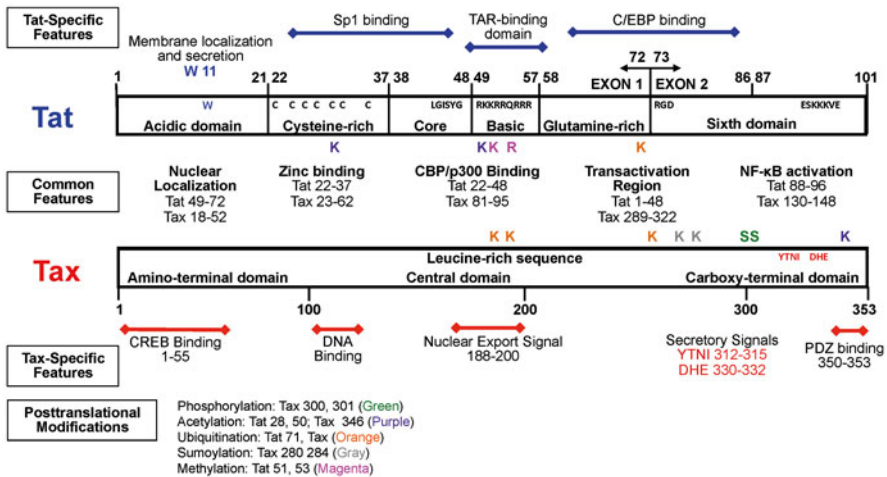 Tat-Specific Features
Sp1 binding
TAR-binding domain
C/EBP binding
Membrane localization and secretion
W 11
72 73
1 21 22 37 38 48 49 57 58 EXON 1 EXON 2 86 87 101
Tat
W C C C C C C C LGISYG RKKRRQRRR RGD ESKKKVE
Acidic domain Cysteine-rich Core Basic Glutamine-rich Sixth domain
K K K R K
Common Features
Nuclear Localization
Tat 49-72
Tax 18-52
Zinc binding
Tat 22-37
Tax 23-62
CBP/p300 Binding
Tat 22-48
Tax 81-95
Transactivation Region
Tat 1-48
Tax 289-322
NF-κB activation
Tat 88-96
Tax 130-148
K K K K K SS K
Tax
Leucine-rich sequence YTNI DHE
Amino-terminal domain Central domain Carboxy-terminal domain
1 100 200 300 353
Tax-Specific Features
CREB Binding
1-55
DNA Binding
Nuclear Export Signal
188-200
Secretory Signals
YTNI 312-315
DHE 330-332
PDZ binding
350-353
Posttranslational Modifications
Phosphorylation: Tax 300, 301 (Green)
Acetylation: Tat 28, 50; Tax 346 (Purple)
Ubiquitination: Tat 71, Tax (Orange)
Sumoylation: Tax 280 284 (Gray)
Methylation: Tat 51, 53 (Magenta)